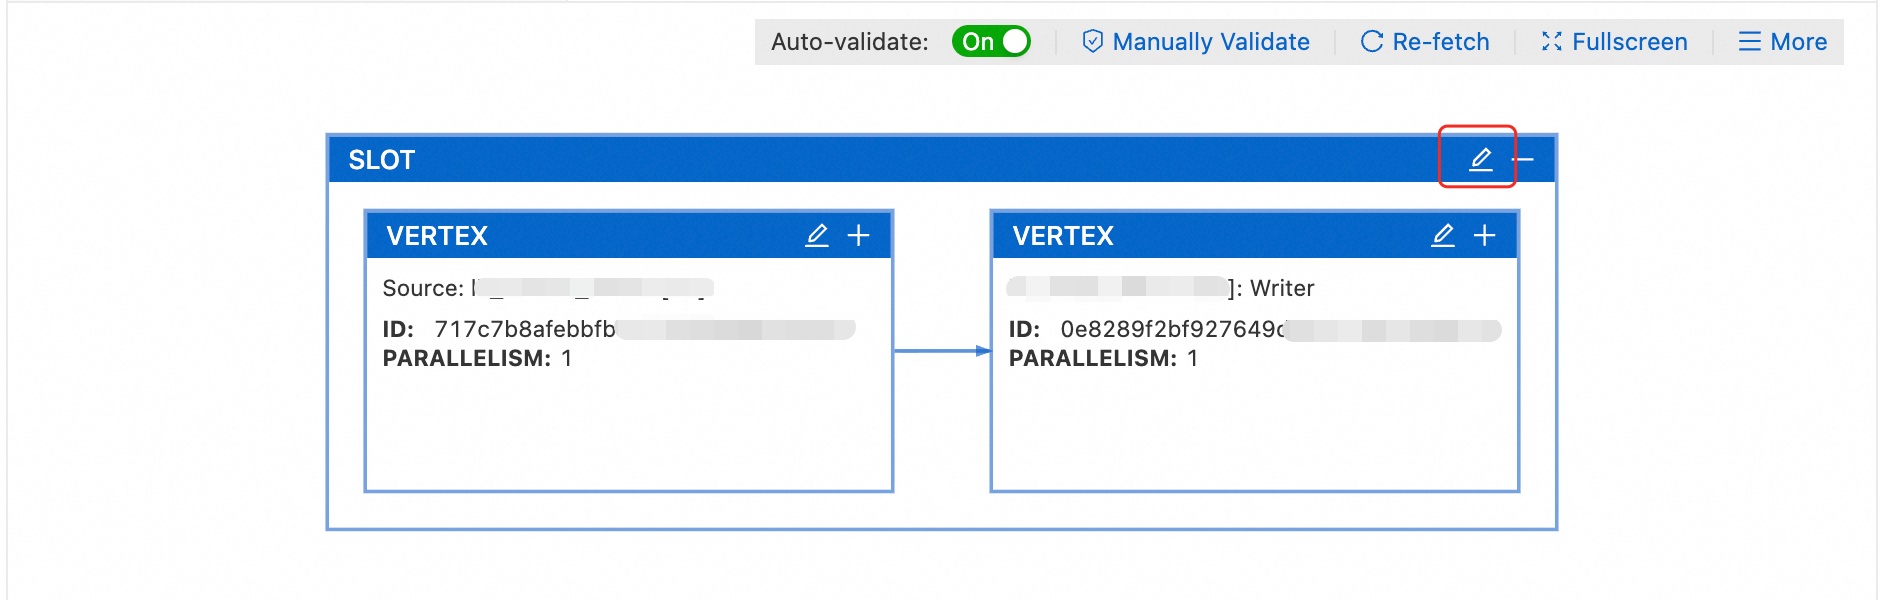 Auto-validate: On Manually Validate Re-fetch Fullscreen More
SLOT
VERTEX
Source:
ID: 717c7b8afebbfb
PARALLELISM: 1
VERTEX
]: Writer
ID: 0e8289f2bf927649
PARALLELISM: 1